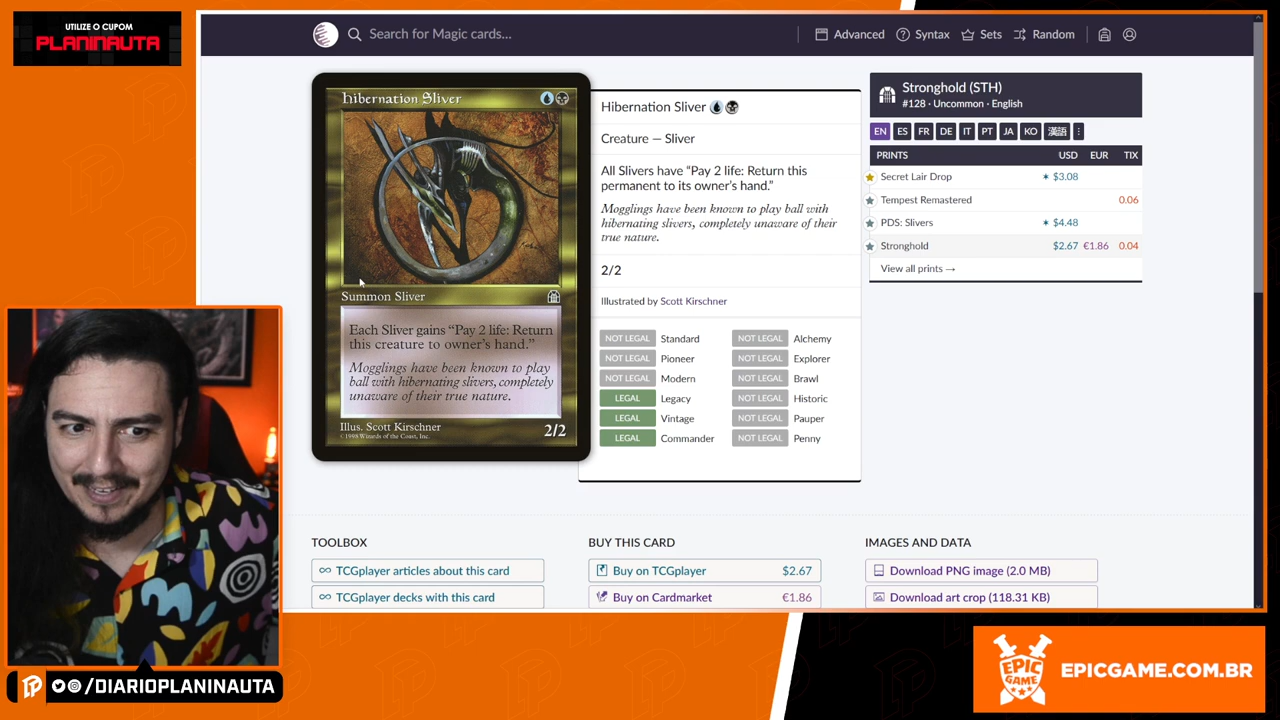 UTILIZE O CUPOM
PLANINAUTA
Search for Magic cards...
Advanced
Syntax
Sets
Random
Hibernation Sliver
Summon Sliver
Each Sliver gains “Pay 2 life: Return
this creature to owner's hand.”
Mogglings have been known to play
ball with hibernating slivers, completely
unaware of their true nature.
Illus. Scott Kirschner
©1998 Wizards of the Coast, Inc.
2/2
Hibernation Sliver
Creature — Sliver
All Slivers have “Pay 2 life: Return this
permanent to its owner's hand.”
Mogglings have been known to play ball with
hibernating slivers, completely unaware of their
true nature.
2/2
Illustrated by Scott Kirschner
NOT LEGAL Standard NOT LEGAL Alchemy
NOT LEGAL Pioneer NOT LEGAL Explorer
NOT LEGAL Modern NOT LEGAL Brawl
LEGAL Legacy NOT LEGAL Historic
LEGAL Vintage NOT LEGAL Pauper
LEGAL Commander NOT LEGAL Penny
Stronghold (STH)
#128 · Uncommon · English
EN ES FR DE IT PT JA KO 漢語
PRINTS USD EUR TIX
Secret Lair Drop ✶ $3.08
Tempest Remastered 0.06
PDS: Slivers ✶ $4.48
Stronghold $2.67 €1.86 0.04
View all prints →
TOOLBOX
TCGplayer articles about this card
TCGplayer decks with this card
BUY THIS CARD
Buy on TCGplayer $2.67
Buy on Cardmarket €1.86
IMAGES AND DATA
Download PNG image (2.0 MB)
Download art crop (118.31 KB)
/DIARIOPLANINAUTA
EPIC
GAME
EPICGAME.COM.BR